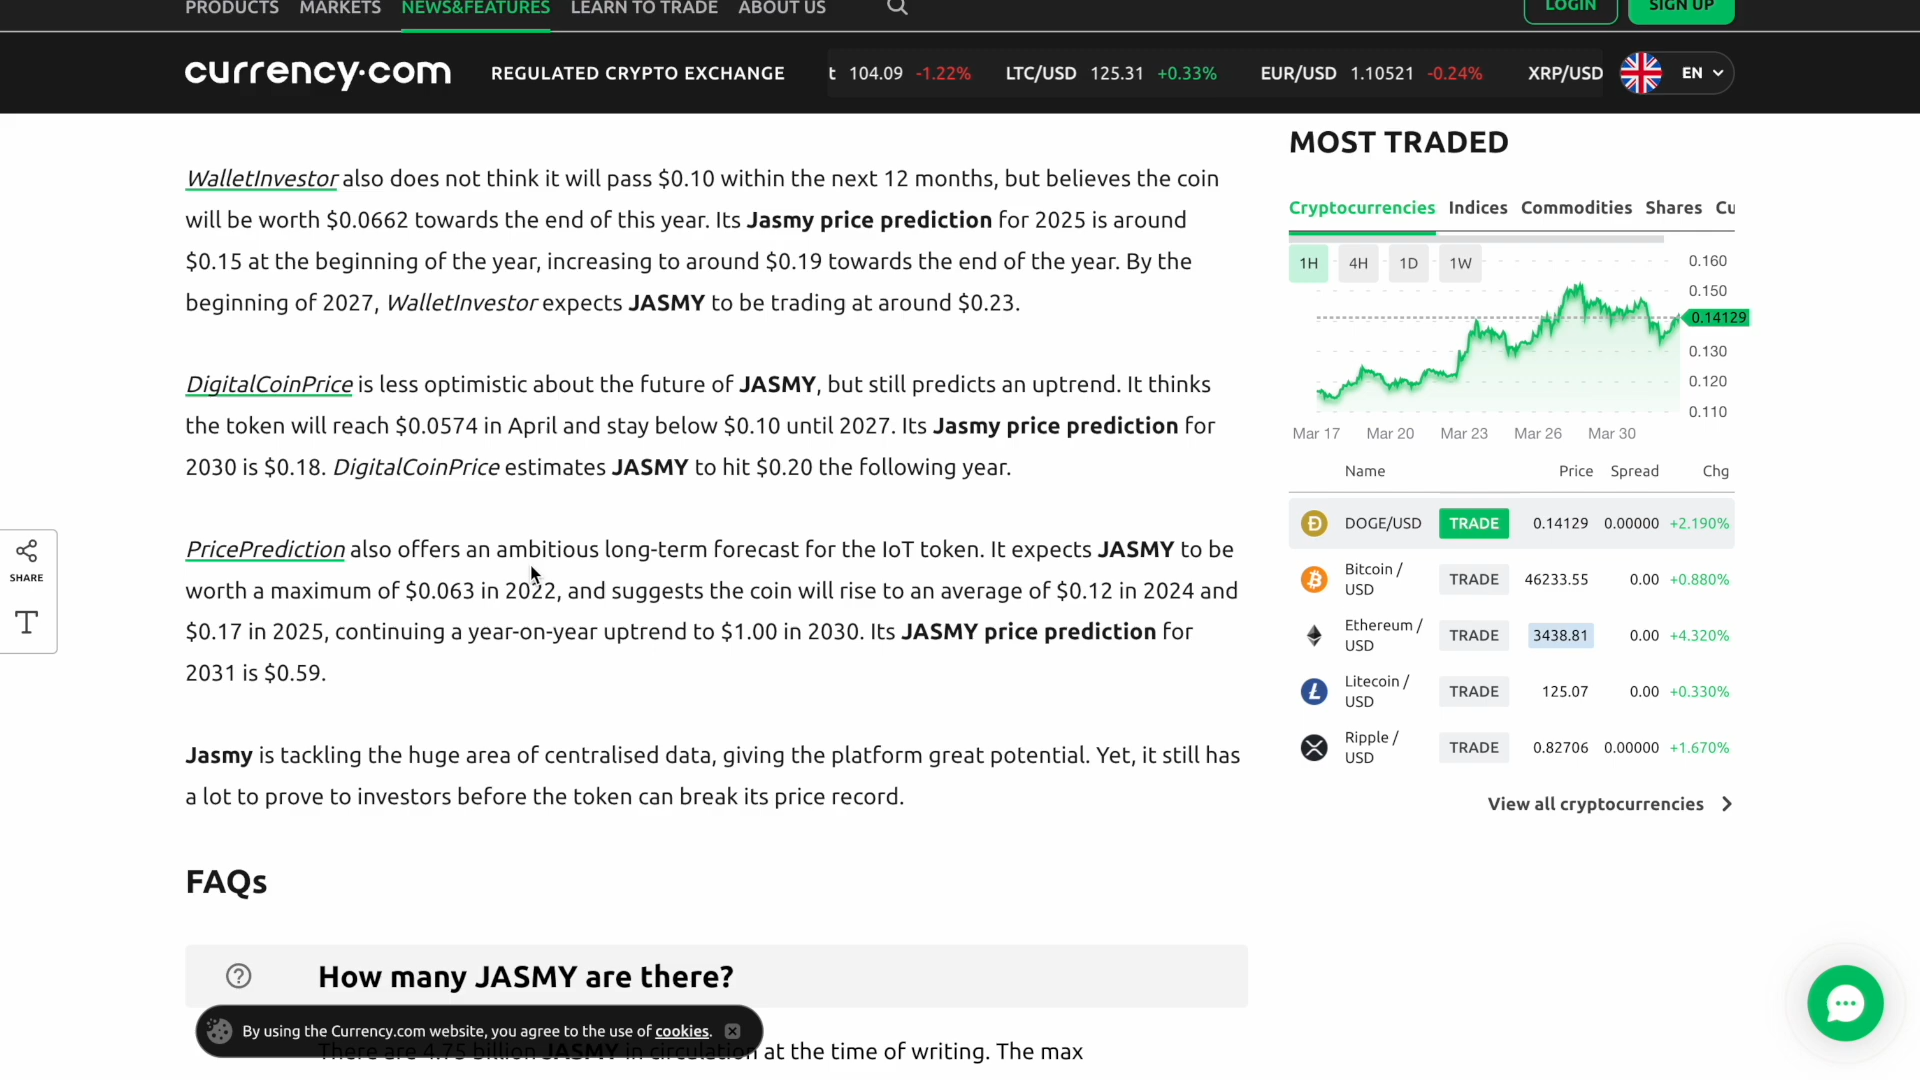 PRODUCTS MARKETS NEWS&FEATURES LEARN TO TRADE ABOUT US LOGIN SIGN UP
currency.com REGULATED CRYPTO EXCHANGE t 104.09 -1.22% LTC/USD 125.31 +0.33% EUR/USD 1.10521 -0.24% XRP/USD EN
WalletInvestor also does not think it will pass $0.10 within the next 12 months, but believes the coin
will be worth $0.0662 towards the end of this year. Its Jasmy price prediction for 2025 is around
$0.15 at the beginning of the year, increasing to around $0.19 towards the end of the year. By the
beginning of 2027, WalletInvestor expects JASMY to be trading at around $0.23.
DigitalCoinPrice is less optimistic about the future of JASMY, but still predicts an uptrend. It thinks
the token will reach $0.0574 in April and stay below $0.10 until 2027. Its Jasmy price prediction for
2030 is $0.18. DigitalCoinPrice estimates JASMY to hit $0.20 the following year.
PricePrediction also offers an ambitious long-term forecast for the IoT token. It expects JASMY to be
worth a maximum of $0.063 in 2022, and suggests the coin will rise to an average of $0.12 in 2024 and
$0.17 in 2025, continuing a year-on-year uptrend to $1.00 in 2030. Its JASMY price prediction for
2031 is $0.59.
Jasmy is tackling the huge area of centralised data, giving the platform great potential. Yet, it still has
a lot to prove to investors before the token can break its price record.
FAQs
How many JASMY are there?
There are 4.75 billion JASMY in circulation at the time of writing. The max
By using the Currency.com website, you agree to the use of cookies.
SHARE
T
MOST TRADED
Cryptocurrencies Indices Commodities Shares Cu
1H 4H 1D 1W
0.160
0.150
0.14129
0.130
0.120
0.110
Mar 17 Mar 20 Mar 23 Mar 26 Mar 30
Name Price Spread Chg
DOGE/USD TRADE 0.14129 0.00000 +2.190%
Bitcoin /
USD TRADE 46233.55 0.00 +0.880%
Ethereum /
USD TRADE 3438.81 0.00 +4.320%
Litecoin /
USD TRADE 125.07 0.00 +0.330%
Ripple /
USD TRADE 0.82706 0.00000 +1.670%
View all cryptocurrencies